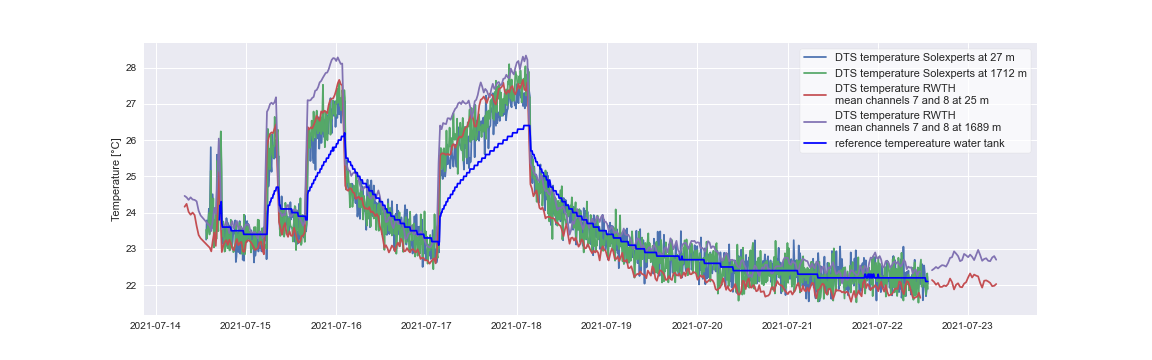 DTS temperature Solexperts at 27 m
DTS temperature Solexperts at 1712 m
DTS temperature RWTH
mean channels 7 and 8 at 25 m
DTS temperature RWTH
mean channels 7 and 8 at 1689 m
reference tempereature water tank
Temperature [°C]
28
27
26
25
24
23
22
2021-07-14
2021-07-15
2021-07-16
2021-07-17
2021-07-18
2021-07-19
2021-07-20
2021-07-21
2021-07-22
2021-07-23